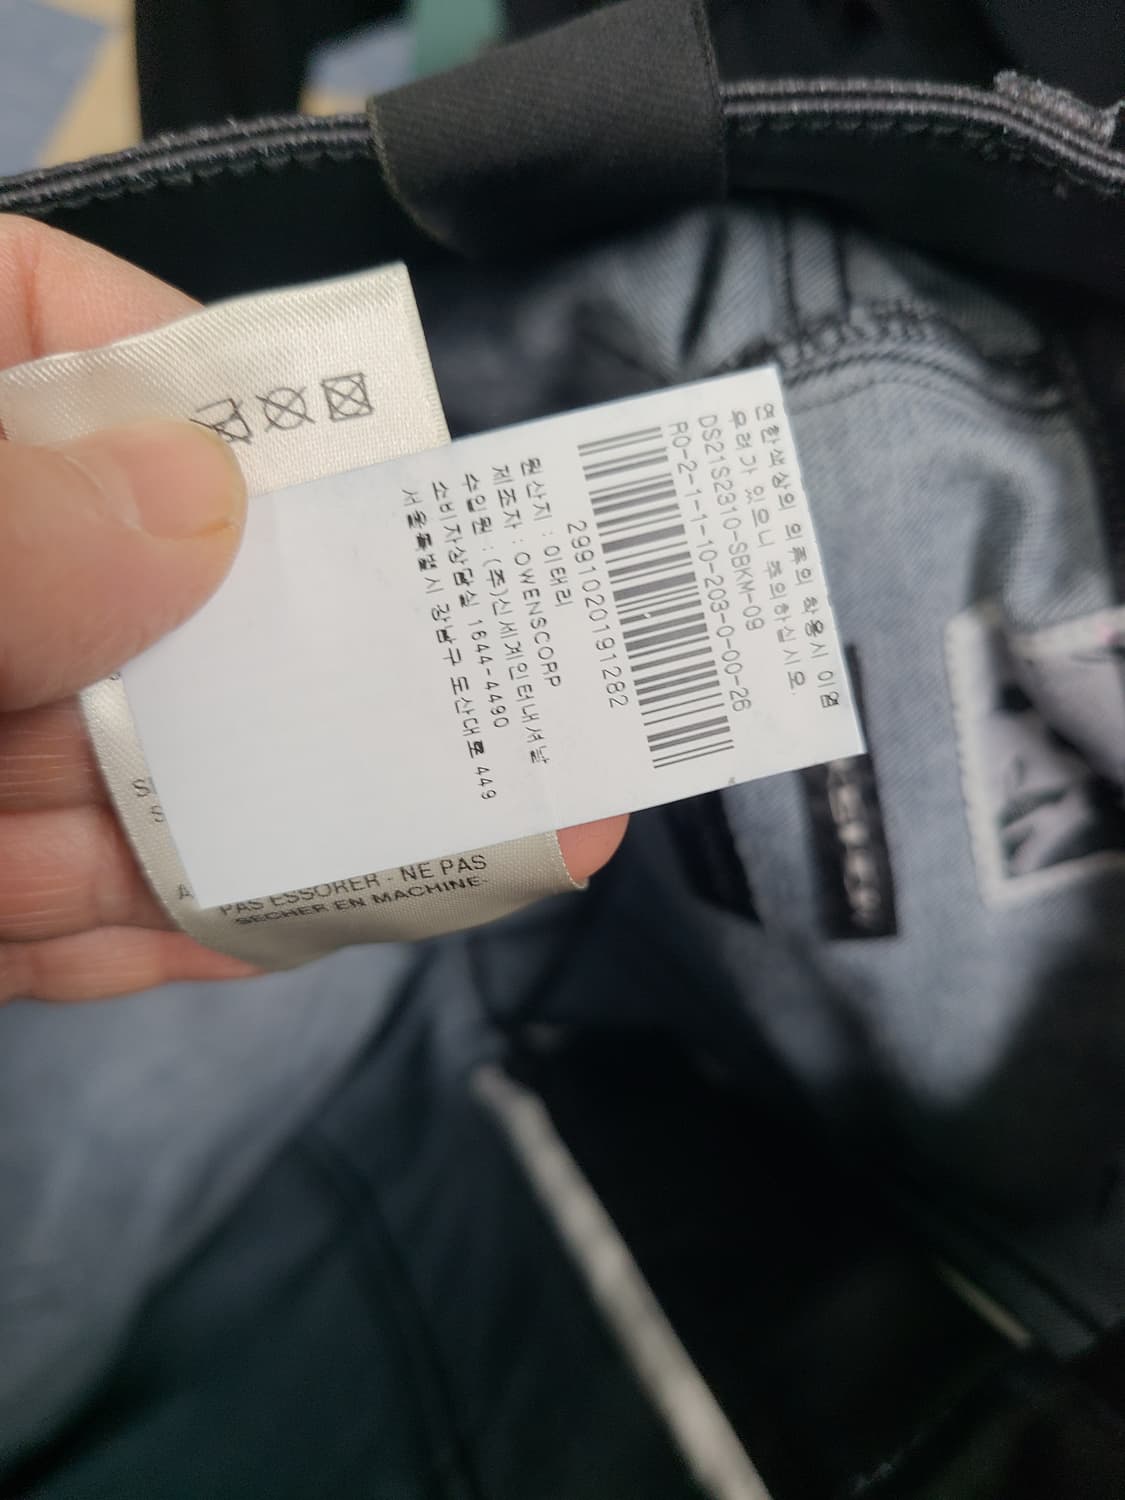 연한색상의 의류의 착용시 이염
우려가 있으니 주의하십시요.
DS21S2310-SBKM-09
R0-2-1-1-10-203-0-00-26
2991020191282
원산지 : 이태리
제조자 : OWENSCORP
수입원 : (주)신세계인터내셔날
소비자상담실 1644-4490
서울특별시 강남구 도산대로 449
PAS ESSORER - NE PAS
SECHER EN MACHINE